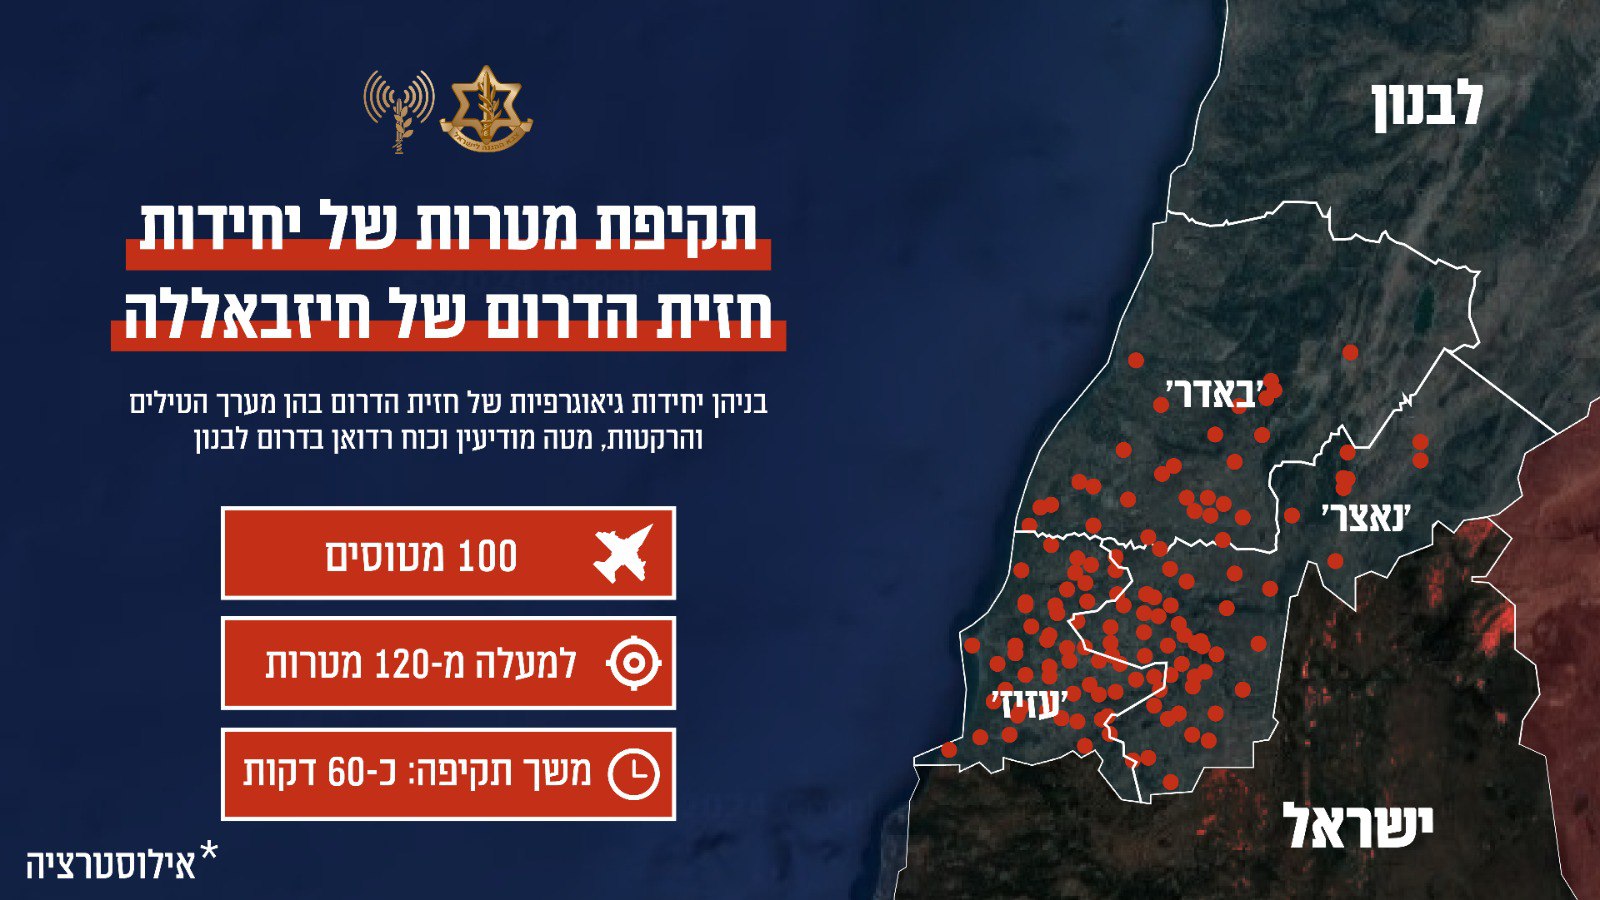 תקיפת מטרות של יחידות
חזית הדרום של חיזבאללה
בניהן יחידות גיאוגרפיות של חזית הדרום בהן מערך הטילים
והרקטות, מטה מודיעין וכוח רדואן בדרום לבנון
100 מטוסים
למעלה מ-120 מטרות
משך תקיפה: כ-60 דקות
*אילוסטרציה
לבנון
'באדר'
'נאצר'
'עזיז'
ישראל